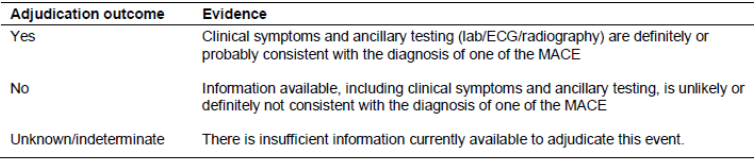 Adjudication outcome Evidence
Yes Clinical symptoms and ancillary testing (lab/ECG/radiography) are definitely or
probably consistent with the diagnosis of one of the MACE
No Information available, including clinical symptoms and ancillary testing, is unlikely or
definitely not consistent with the diagnosis of one of the MACE
Unknown/indeterminate There is insufficient information currently available to adjudicate this event.